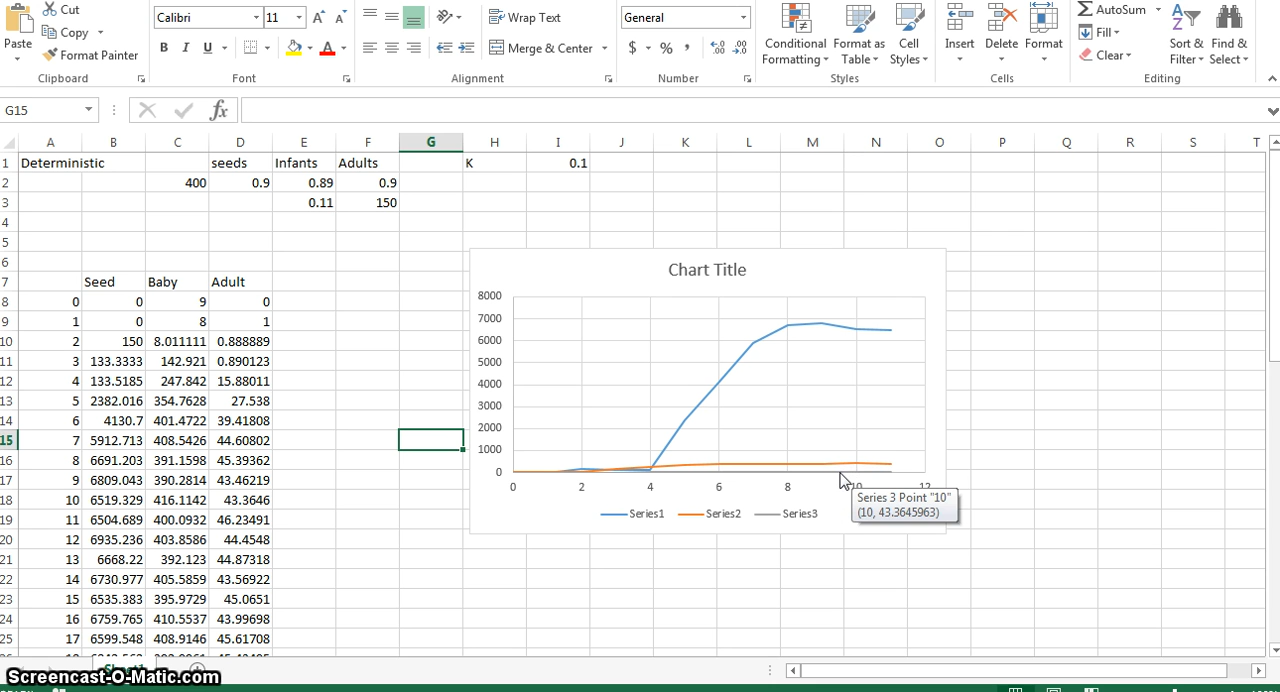 Cut
Calibri 11 A A Wrap Text General AutoSum
Copy Fill
Paste Format Painter B I U A Merge & Center $ % , .00 Conditional Formatting Format as Table Cell Styles Insert Delete Format Clear Sort & Filter Find & Select
Clipboard Font Alignment Number Styles Cells Editing
G15 fx
A B C D E F G H I J K L M N O P Q R S T
1 Deterministic seeds Infants Adults K 0.1
2 400 0.9 0.89 0.9
3 0.11 150
4
5
6
7 Seed Baby Adult
8 0 0 9 0
9 1 0 8 1
10 2 150 8.011111 0.888889
11 3 133.3333 142.921 0.890123
12 4 133.5185 247.842 15.88011
13 5 2382.016 354.7628 27.538
14 6 4130.7 401.4722 39.41808
15 7 5912.713 408.5426 44.60802
16 8 6691.203 391.1598 45.39362
17 9 6809.043 390.2814 43.46219
18 10 6519.329 416.1142 43.3646
19 11 6504.689 400.0932 46.23491
20 12 6935.236 403.8586 44.4548
21 13 6668.22 392.123 44.87318
22 14 6730.977 405.5859 43.56922
23 15 6535.383 395.9729 45.0651
24 16 6759.765 410.5537 43.99698
25 17 6599.548 408.9146 45.61708
Chart Title
8000
7000
6000
5000
4000
3000
2000
1000
0
0 2 4 6 8 10 12
Series 3 Point "10"
(10, 43.3645963)
Series1 Series2 Series3
Sheet1
Screencast-O-Matic.com